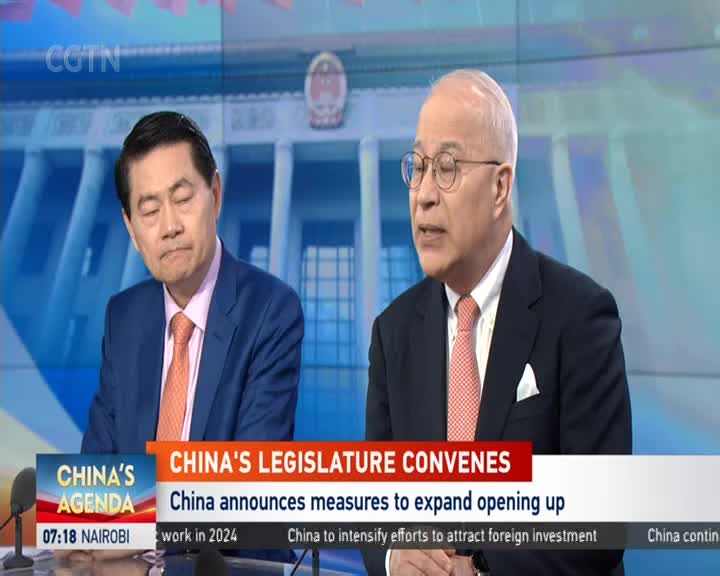 CGTN
CHINA'S LEGISLATURE CONVENES
CHINA'S
AGENDA
China announces measures to expand opening up
07:18 NAIROBI
work in 2024 China to intensify efforts to attract foreign investment China contin